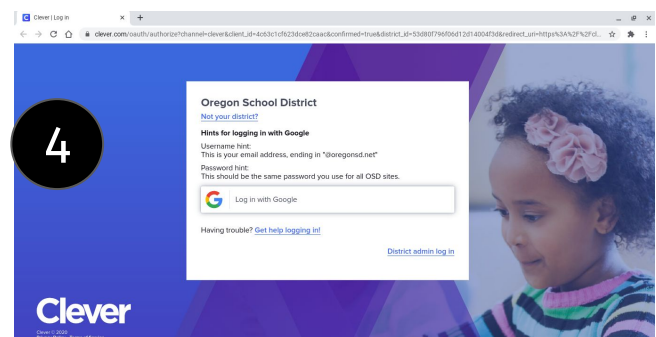 Clever | Log in
clever.com/oauth/authorize?channel=clever&client_id=4c63c1cf623dce82caac&confirmed=true&district_id=53d80f796f06d12d14004f3d&redirect_uri=https%3A%2F%2Fcl...
4
Oregon School District
Not your district?
Hints for logging in with Google
Username hint:
This is your email address, ending in "@oregonsd.net"
Password hint:
This should be the same password you use for all OSD sites.
Log in with Google
Having trouble? Get help logging in!
District admin log in
Clever
Clever © 2020